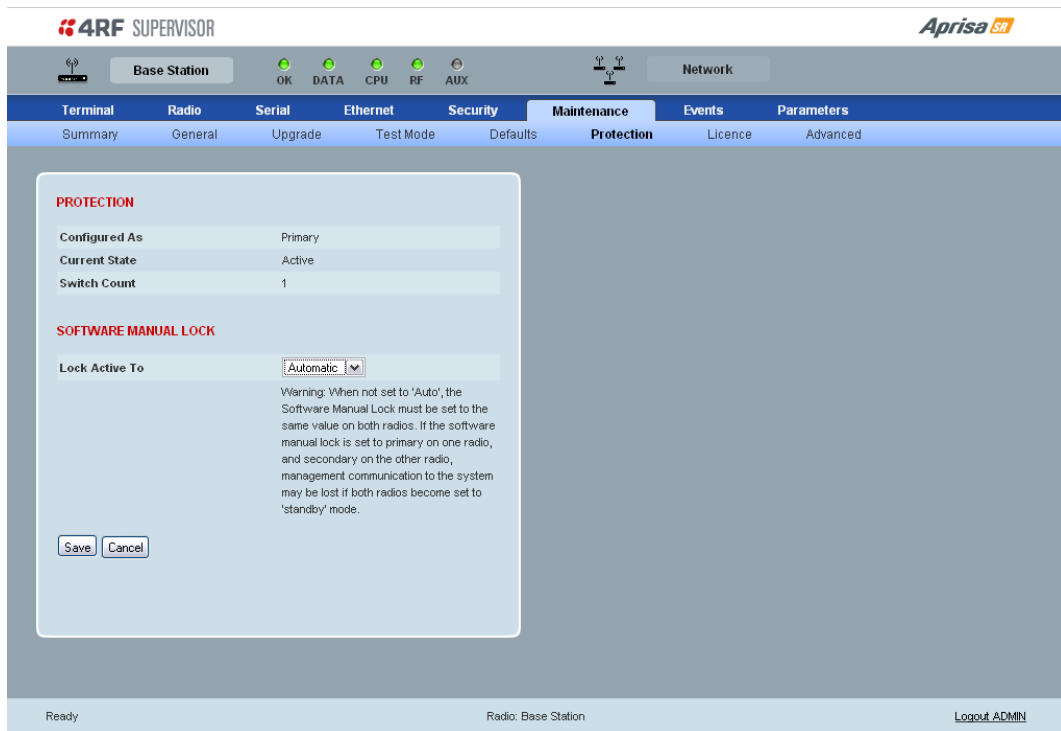 4RF SUPERVISOR
Aprisa SR
Base Station
OK DATA CPU RF AUX
Network
Terminal Radio Serial Ethernet Security Maintenance Events Parameters
Summary General Upgrade Test Mode Defaults Protection Licence Advanced
PROTECTION
Configured As Primary
Current State Active
Switch Count 1
SOFTWARE MANUAL LOCK
Lock Active To Automatic
Warning: When not set to 'Auto', the
Software Manual Lock must be set to the
same value on both radios. If the software
manual lock is set to primary on one radio,
and secondary on the other radio,
management communication to the system
may be lost if both radios become set to
'standby' mode.
Save Cancel
Ready Radio: Base Station Logout ADMIN